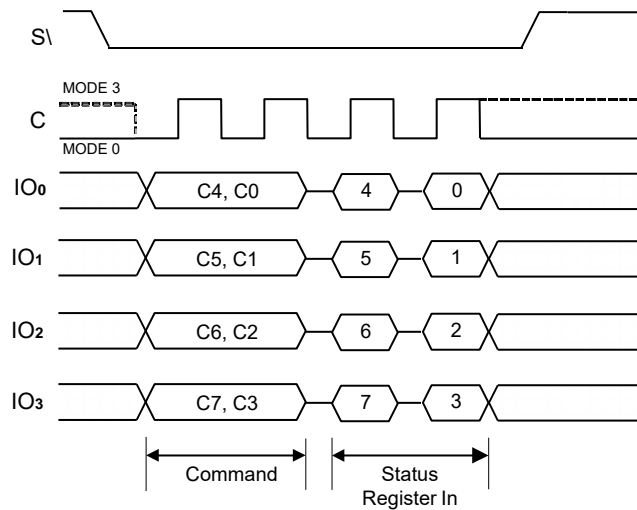 S\
MODE 3
C
MODE 0
IO0 C4, C0 4 0
IO1 C5, C1 5 1
IO2 C6, C2 6 2
IO3 C7, C3 7 3
Command Status
Register In